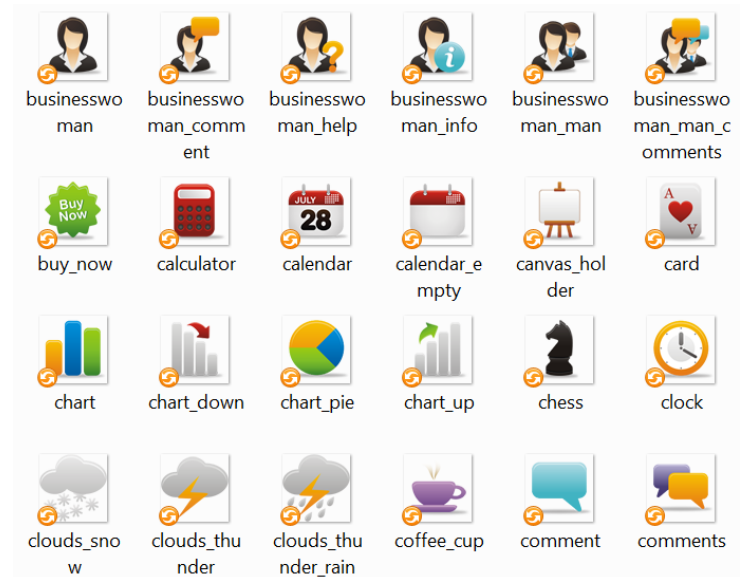 businesswo businesswo businesswo businesswo businesswo businesswo
man man_comm man_help man_info man_man man_man_c
ent omments
i
Buy
Now
JULY
28
A
A
buy_now calculator calendar calendar_e canvas_hol card
mpty der
chart chart_down chart_pie chart_up chess clock
clouds_sno clouds_thu clouds_thu coffee_cup comment comments
w nder nder_rain